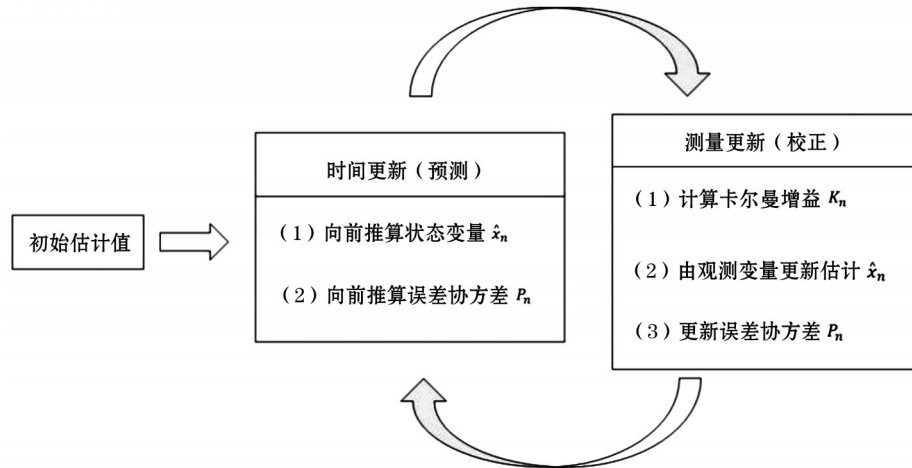 初始估计值
时间更新（预测）
（1）向前推算状态变量 x̂ₙ
（2）向前推算误差协方差 Pₙ
测量更新（校正）
（1）计算卡尔曼增益 Kₙ
（2）由观测变量更新估计 x̂ₙ
（3）更新误差协方差 Pₙ